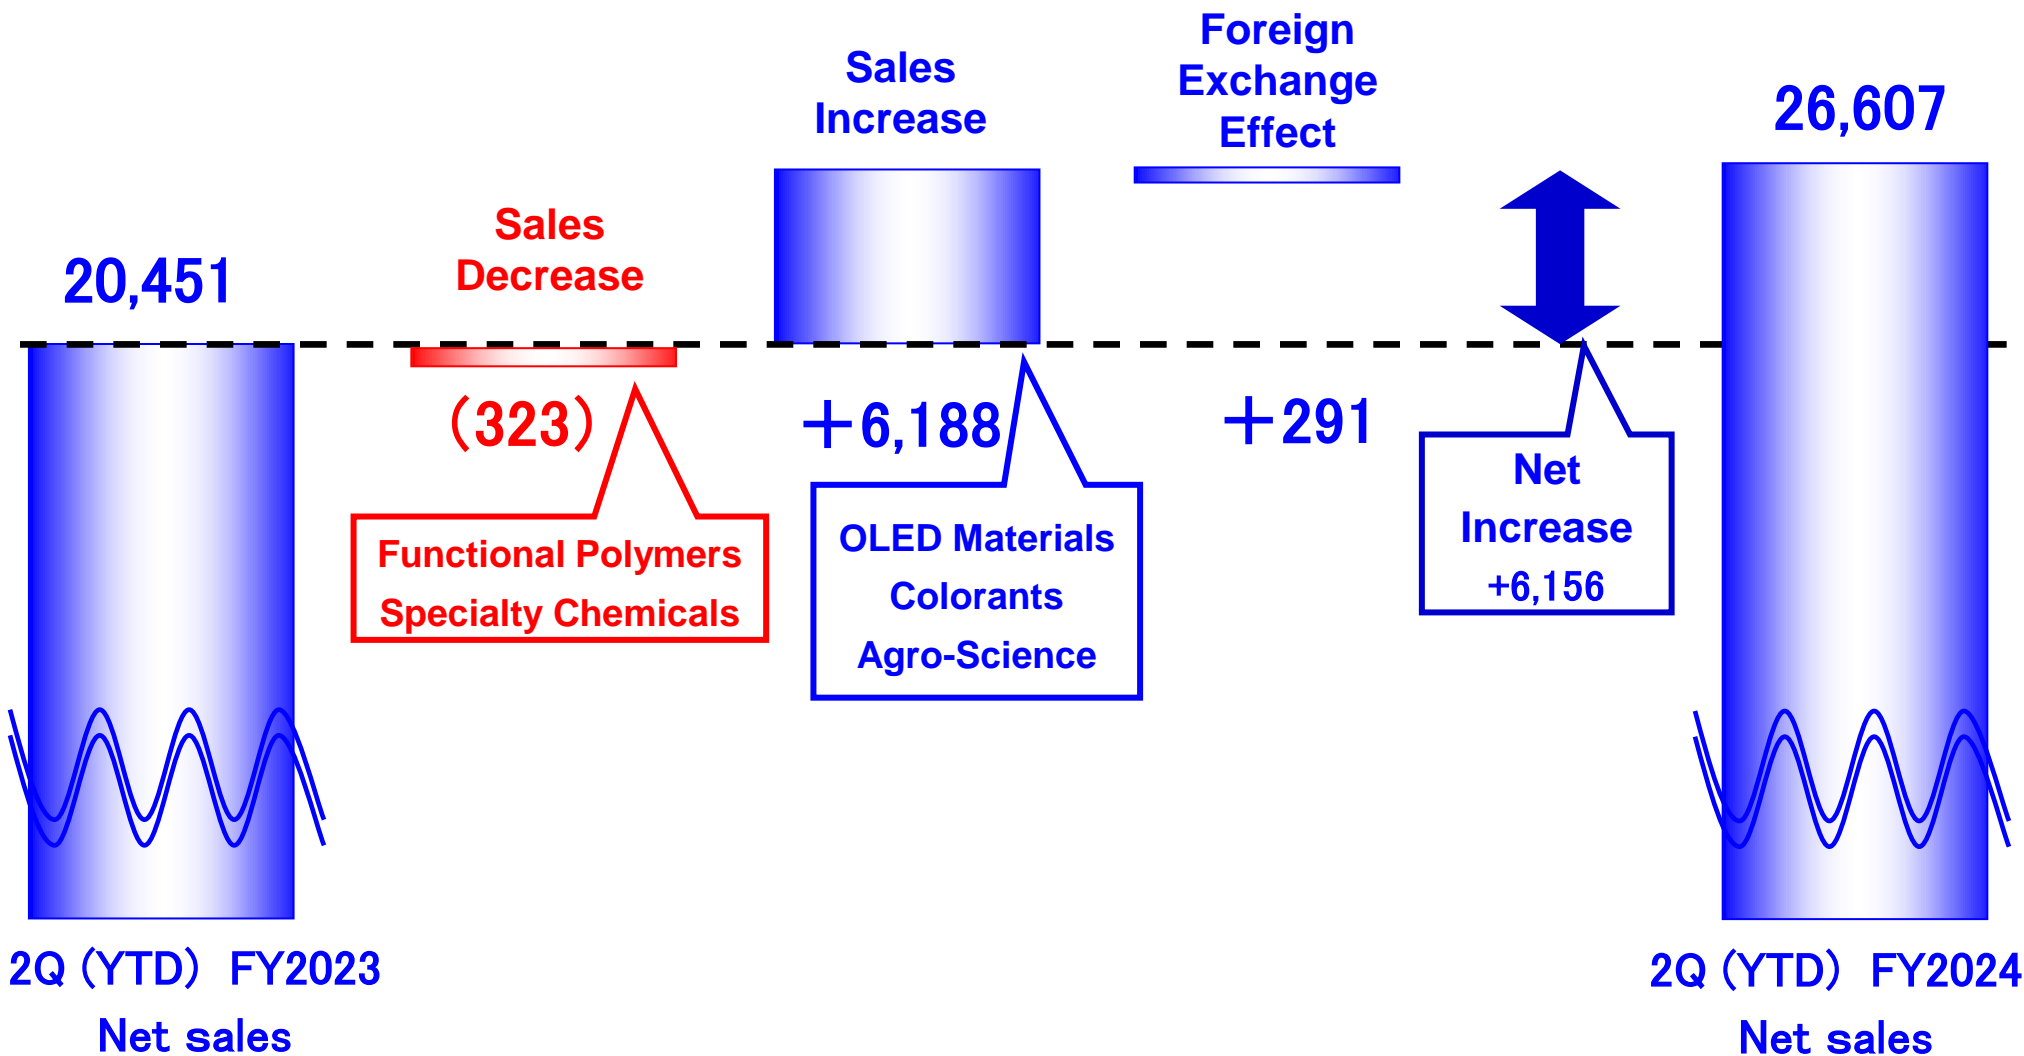 20,451
2Q (YTD) FY2023
Net sales
Sales
Decrease
(323)
Functional Polymers
Specialty Chemicals
Sales
Increase
+6,188
OLED Materials
Colorants
Agro-Science
Foreign
Exchange
Effect
+291
Net
Increase
+6,156
26,607
2Q (YTD) FY2024
Net sales